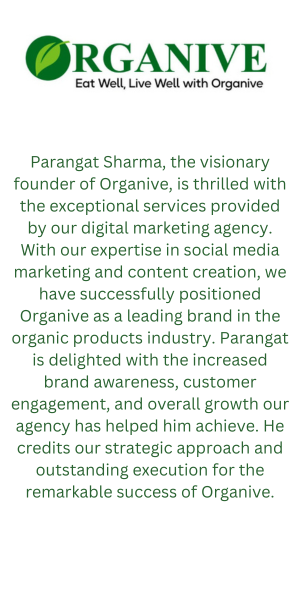 ORGANIVE
Eat Well, Live Well with Organive
Parangat Sharma, the visionary
founder of Organive, is thrilled with
the exceptional services provided
by our digital marketing agency.
With our expertise in social media
marketing and content creation, we
have successfully positioned
Organive as a leading brand in the
organic products industry. Parangat
is delighted with the increased
brand awareness, customer
engagement, and overall growth our
agency has helped him achieve. He
credits our strategic approach and
outstanding execution for the
remarkable success of Organive.